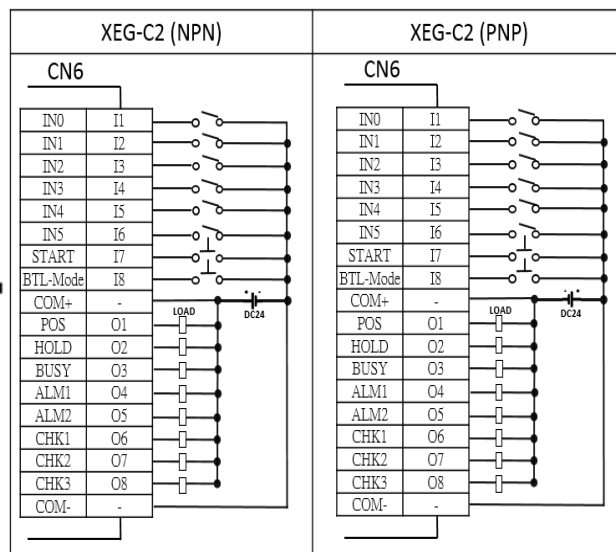 XEG-C2 (NPN)
CN6
IN0 I1
IN1 I2
IN2 I3
IN3 I4
IN4 I5
IN5 I6
START I7
BTL-Mode I8
COM+ -
POS O1
HOLD O2
BUSY O3
ALM1 O4
ALM2 O5
CHK1 O6
CHK2 O7
CHK3 O8
COM- -
LOAD
+ -
DC24
XEG-C2 (PNP)
CN6
IN0 I1
IN1 I2
IN2 I3
IN3 I4
IN4 I5
IN5 I6
START I7
BTL-Mode I8
COM+ -
POS O1
HOLD O2
BUSY O3
ALM1 O4
ALM2 O5
CHK1 O6
CHK2 O7
CHK3 O8
COM- -
LOAD
- +
DC24